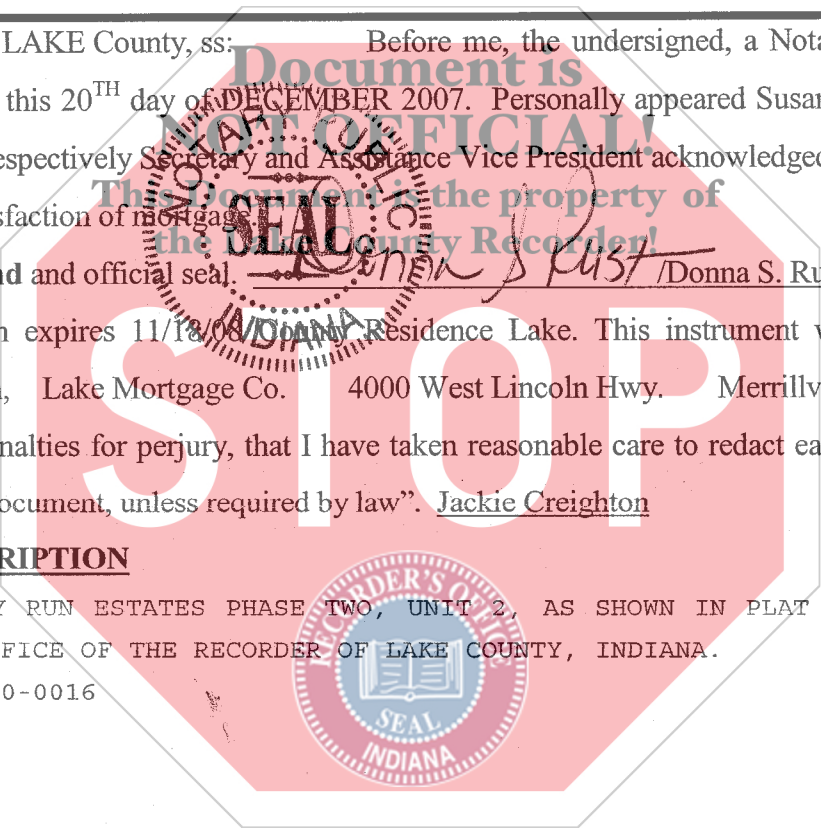 LAKE County, ss: Before me, the undersigned, a Nota
Document is
this 20TH day of DECEMBER 2007. Personally appeared Susan
NOT OFFICIAL!
espectively Secretary and Assistance Vice President acknowledged
This Document is the property of
sfaction of mortgage.
the Lake County Recorder!
nd and official seal. Donna S Rust /Donna S. Ru
NOTARY PUBLIC
SEAL
INDIANA
n expires 11/18/08 County Residence Lake. This instrument w
, Lake Mortgage Co. 4000 West Lincoln Hwy. Merrillv
nalties for perjury, that I have taken reasonable care to redact ea
ocument, unless required by law”. Jackie Creighton
STOP
RIPTION
Y RUN ESTATES PHASE TWO, UNIT 2, AS SHOWN IN PLAT
FFICE OF THE RECORDER OF LAKE COUNTY, INDIANA.
0-0016
RECORDER'S OFFICE
SEAL
INDIANA